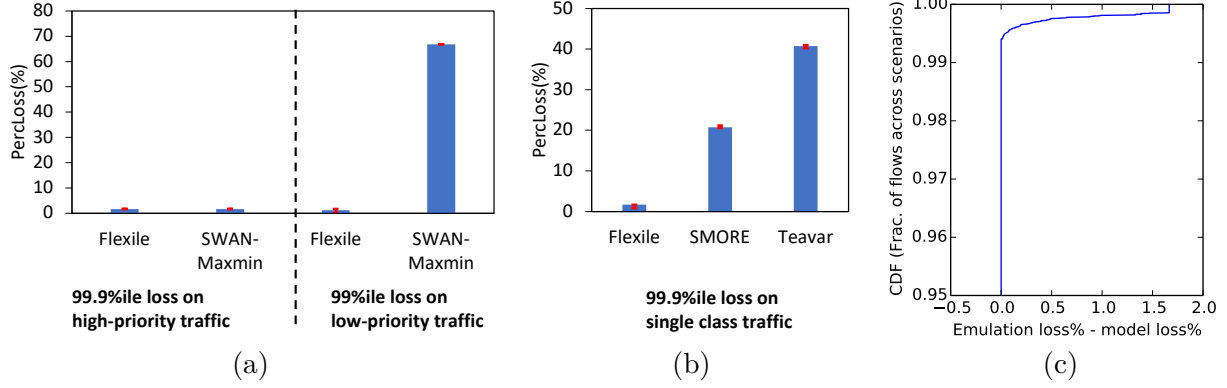 80
70
60
50
40
30
20
10
0
PercLoss(%)
Flexile
SWAN-
Maxmin
Flexile
SWAN-
Maxmin
99.9%ile loss on
high-priority traffic
99%ile loss on
low-priority traffic
(a)
50
40
30
20
10
0
PercLoss(%)
Flexile
SMORE
Teavar
99.9%ile loss on
single class traffic
(b)
1.00
0.99
0.98
0.97
0.96
0.95
CDF (Frac. of flows across scenarios)
−0.5
0.0
0.5
1.0
1.5
2.0
Emulation loss% - model loss%
(c)